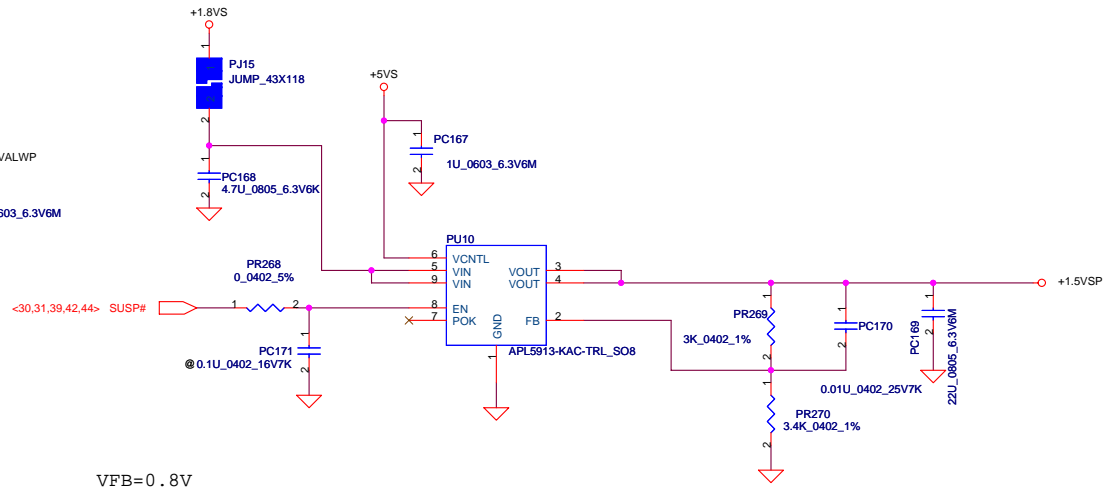 +1.8VS
1
PJ15
JUMP_43X118
2
+5VS
1
PC167
1U_0603_6.3V6M
2
VALWP
1
PC168
4.7U_0805_6.3V6K
2
603_6.3V6M
PU10
6 VCNTL
5 VIN
9 VIN
VOUT 3
VOUT 4
8 EN
7 POK
FB 2
GND
1
APL5913-KAC-TRL_SO8
PR268
0_0402_5%
<30,31,39,42,44> SUSP#
1 2
1
PC171
@ 0.1U_0402_16V7K
2
+1.5VSP
1
PR269
3K_0402_1%
2
1
PC170
2
0.01U_0402_25V7K
1
PC169
2
22U_0805_6.3V6M
1
PR270
3.4K_0402_1%
2
VFB=0.8V